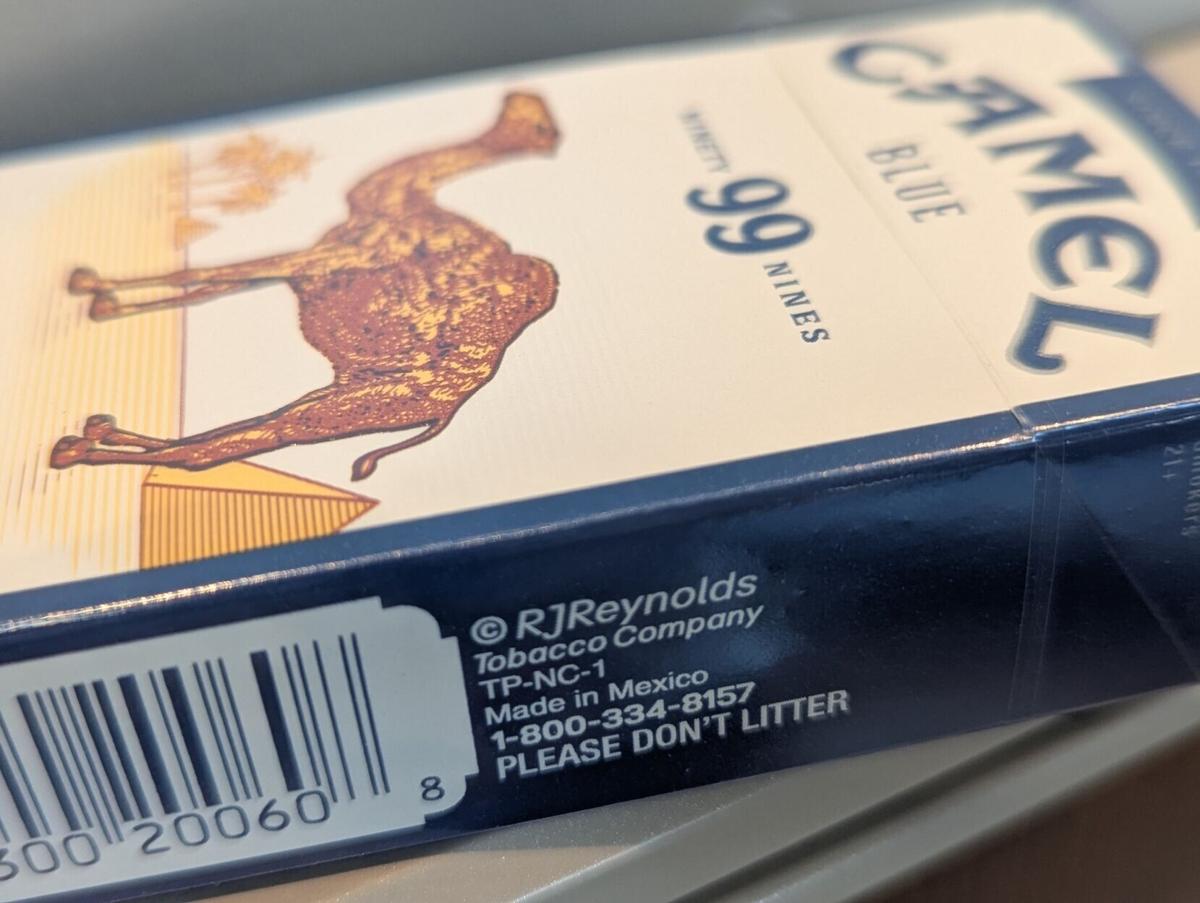 CAMEL
BLUE
NINETY
99
NINES
21+
© RJReynolds
Tobacco Company
TP-NC-1
Made in Mexico
1-800-334-8157
PLEASE DON'T LITTER
300 20060 8